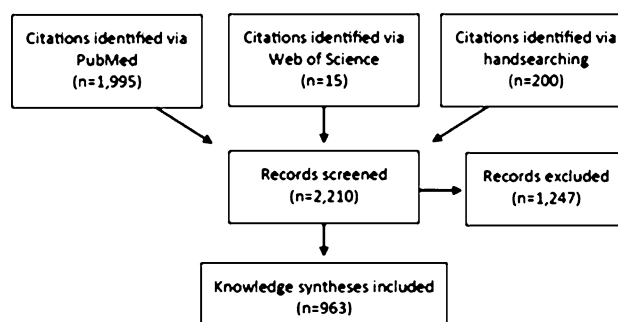 Citations identified via
PubMed
(n=1,995)
Citations identified via
Web of Science
(n=15)
Citations identified via
handsearching
(n=200)
Records screened
(n=2,210)
Records excluded
(n=1,247)
Knowledge syntheses included
(n=963)